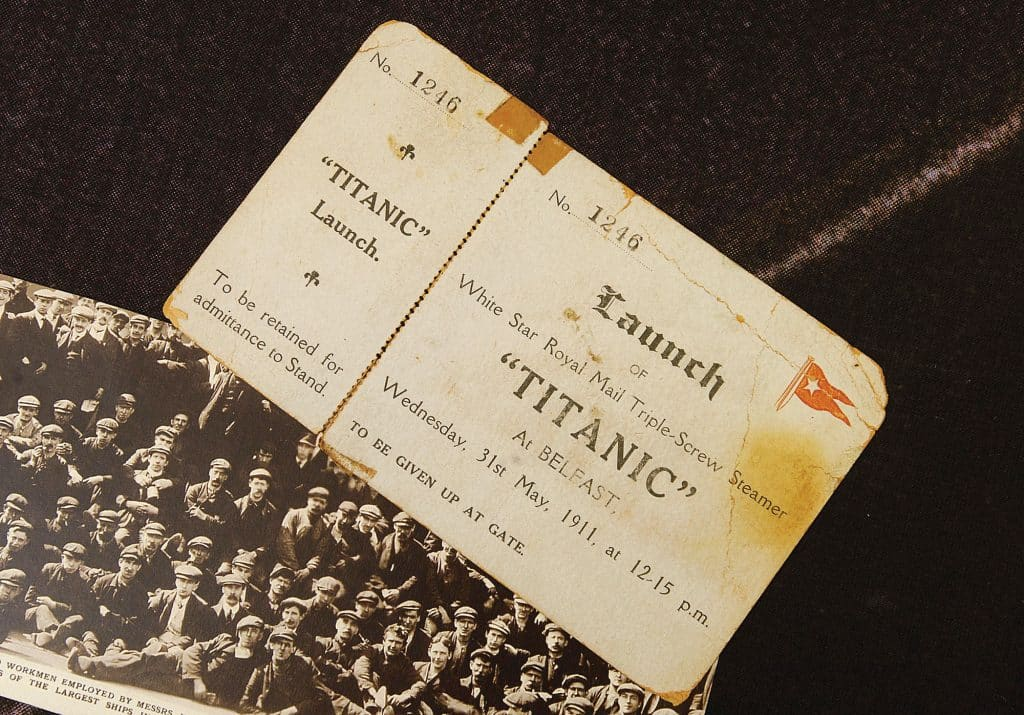 No. 1246
“TITANIC”
Launch.
To be retained for
admittance to Stand.
No. 1246
Launch
OF
White Star Royal Mail Triple-Screw Steamer
“TITANIC”
At BELFAST,
Wednesday, 31st May, 1911, at 12-15 p.m.
TO BE GIVEN UP AT GATE.
WORKMEN EMPLOYED BY MESSRS
OF THE LARGEST SHIPS